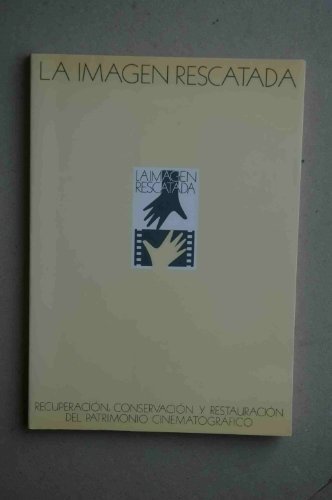 LA IMAGEN RESCATADA
LA IMAGEN
RESCATADA
RECUPERACIÓN, CONSERVACIÓN Y RESTAURACIÓN
DEL PATRIMONIO CINEMATOGRÁFICO